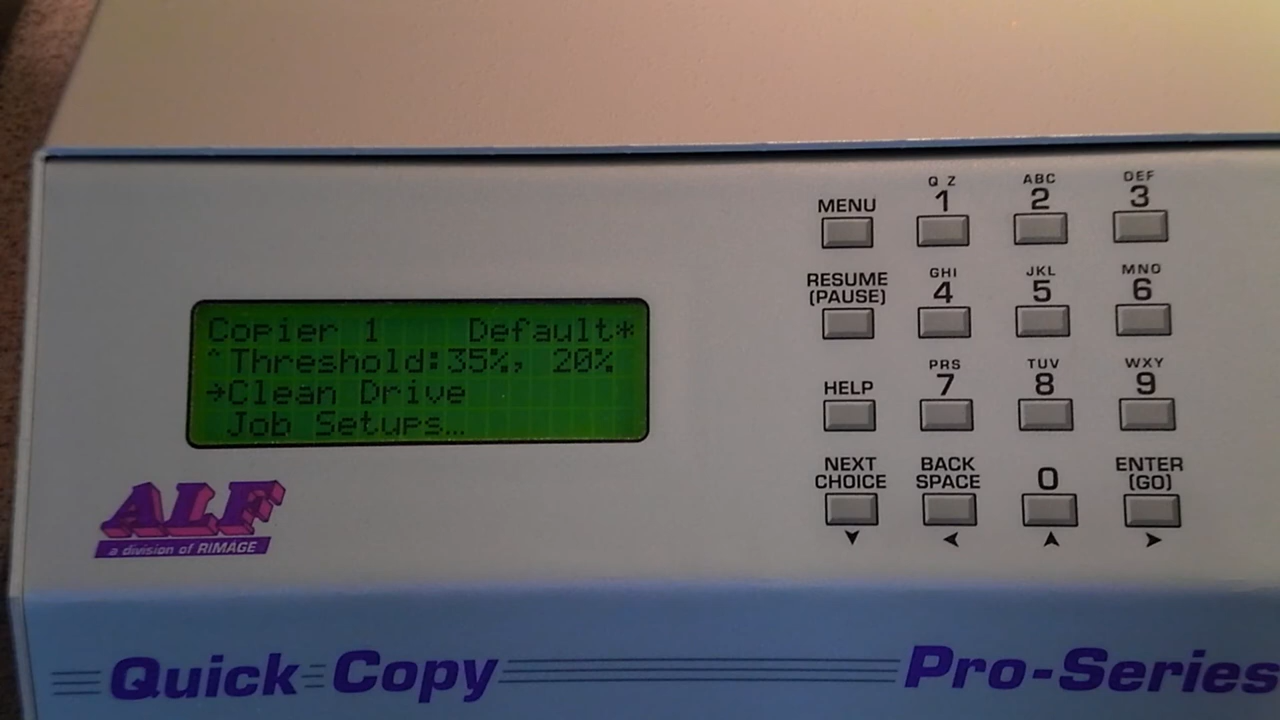 Copier 1 Default*
^Threshold:35%, 20%
→Clean Drive
Job Setups…
ALF
a division of RIMAGE
MENU
Q Z
1
ABC
2
DEF
3
RESUME
(PAUSE)
GHI
4
JKL
5
MNO
6
HELP
PRS
7
TUV
8
WXY
9
NEXT
CHOICE
BACK
SPACE
0
ENTER
(GO)
Quick Copy Pro-Series